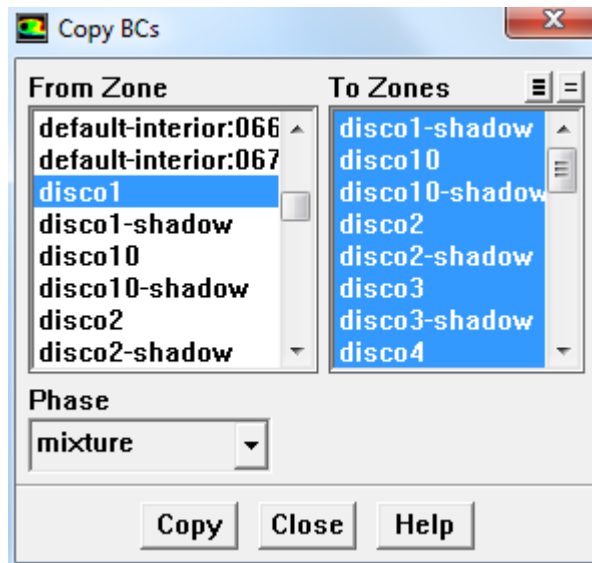 Copy BCs
From Zone
To Zones
default-interior:066
default-interior:067
disco1
disco1-shadow
disco10
disco10-shadow
disco2
disco2-shadow
disco1-shadow
disco10
disco10-shadow
disco2
disco2-shadow
disco3
disco3-shadow
disco4
Phase
mixture
Copy
Close
Help